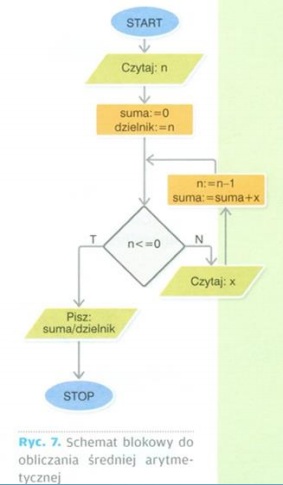 START
Czytaj: n
suma:=0
dzielnik:=n
n:=n-1
suma:=suma+x
T
n<=0
N
Czytaj: x
Pisz:
suma/dzielnik
STOP
Ryc. 7. Schemat blokowy do
obliczania średniej arytme-
tycznej